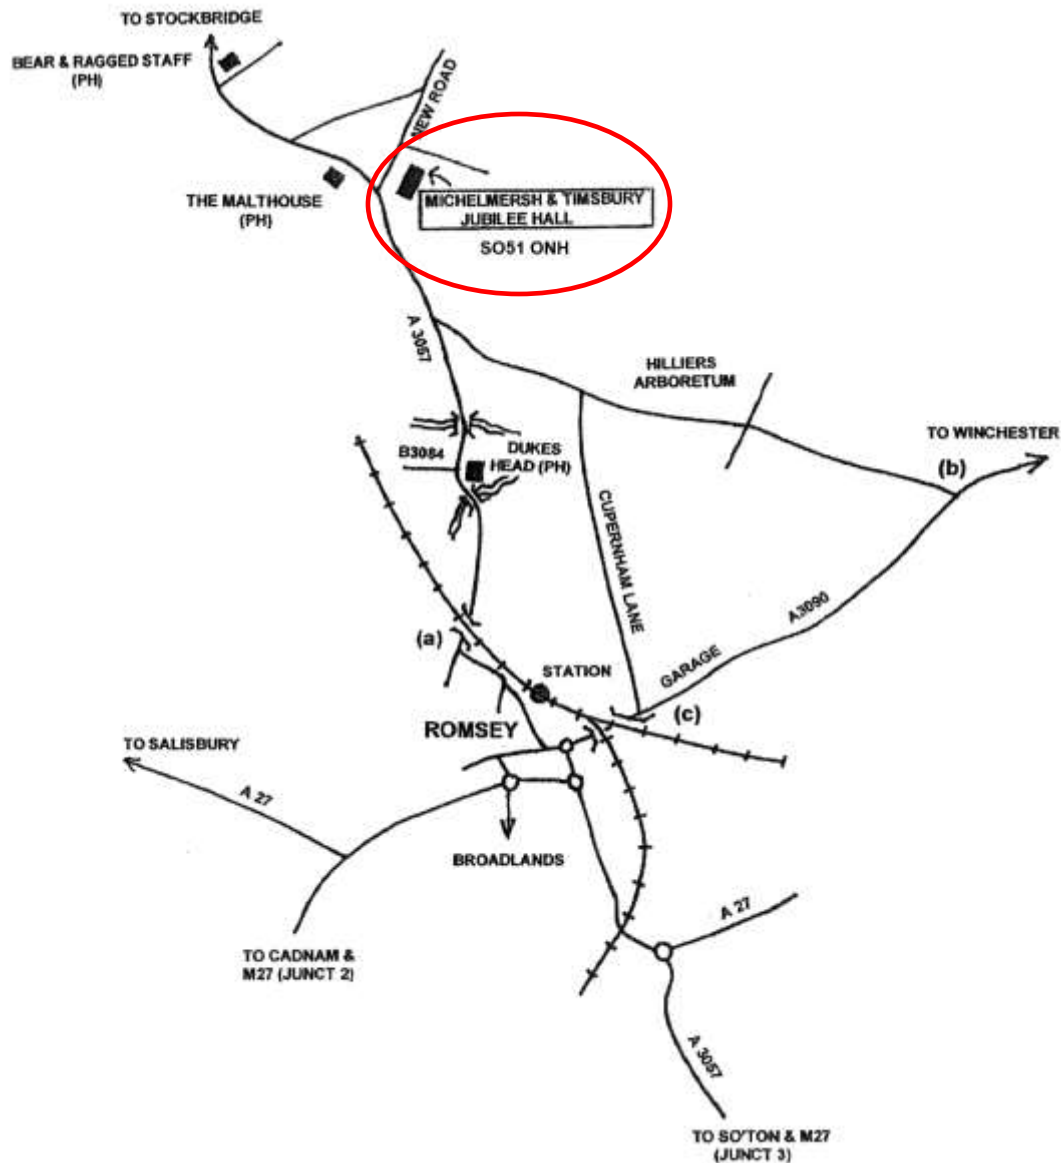 TO STOCKBRIDGE
BEAR & RAGGED STAFF
(PH)
NEW ROAD
THE MALTHOUSE
(PH)
MICHELMERSH & TIMSBURY
JUBILEE HALL
SO51 ONH
A 3057
HILLIERS
ARBORETUM
TO WINCHESTER
(b)
B3084
DUKES
HEAD (PH)
CUPERNHAM LANE
A3090
GARAGE
(a)
STATION
(c)
ROMSEY
TO SALISBURY
A 27
BROADLANDS
A 27
TO CADNAM &
M27 (JUNCT 2)
A 3057
TO SO'TON & M27
(JUNCT 3)